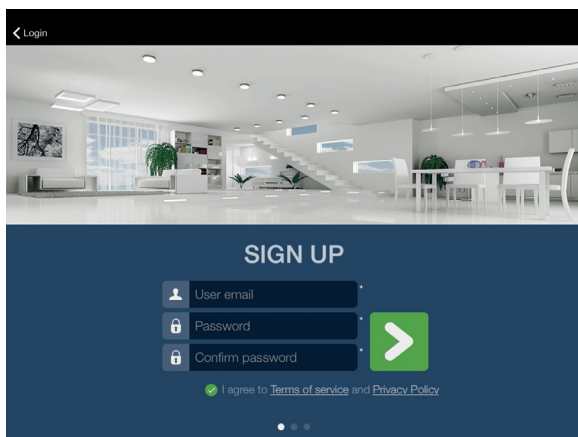 Login
SIGN UP
User email *
Password *
Confirm password *
I agree to Terms of service and Privacy Policy